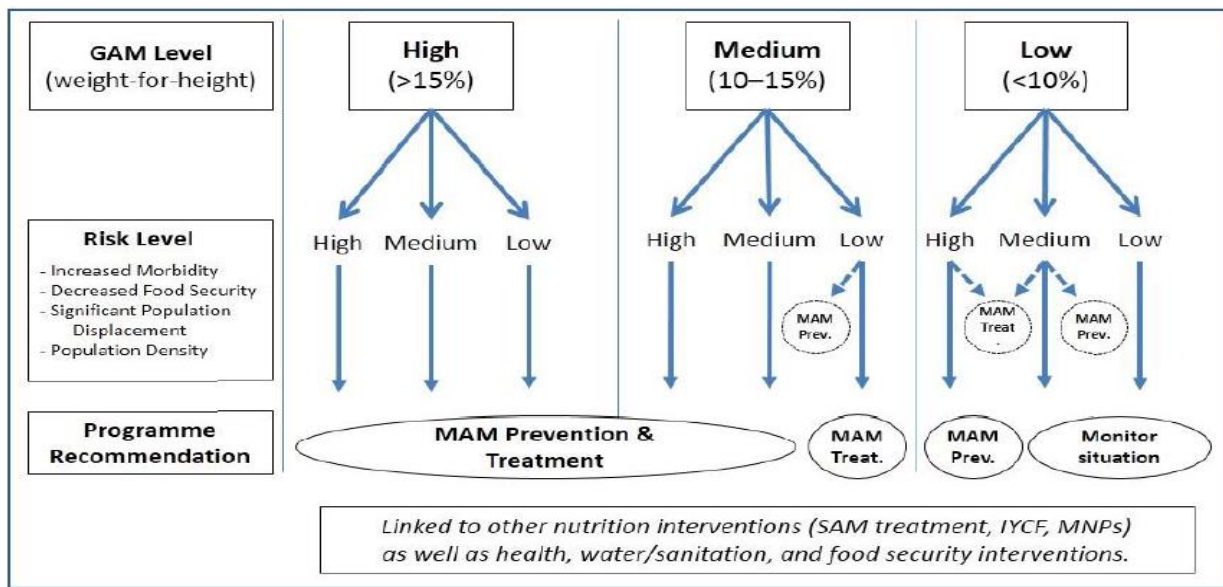 GAM Level
(weight-for-height)
High
(>15%)
Medium
(10–15%)
Low
(<10%)
Risk Level
- Increased Morbidity
- Decreased Food Security
- Significant Population
Displacement
- Population Density
High Medium Low
High Medium Low
High Medium Low
MAM
Prev.
MAM
Treat
.
MAM
Prev.
Programme
Recommendation
MAM Prevention &
Treatment
MAM
Treat.
MAM
Prev.
Monitor
situation
Linked to other nutrition interventions (SAM treatment, IYCF, MNPs)
as well as health, water/sanitation, and food security interventions.